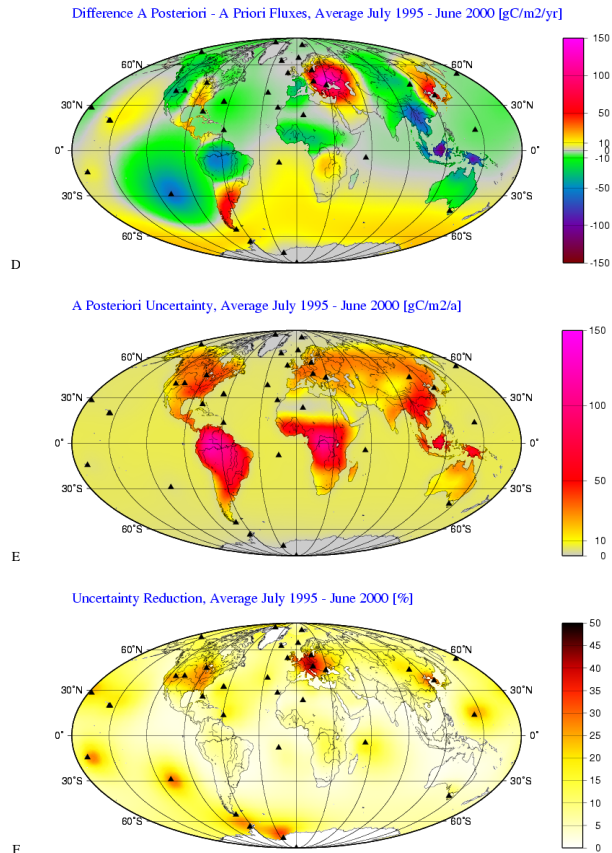 Difference A Posteriori - A Priori Fluxes, Average July 1995 - June 2000 [gC/m2/yr]
60°N 60°N
30°N 30°N
0° 0°
30°S 30°S
60°S 60°S
150
100
50
10
0
-10
-50
-100
-150
D
A Posteriori Uncertainty, Average July 1995 - June 2000 [gC/m2/a]
60°N 60°N
30°N 30°N
0° 0°
30°S 30°S
60°S 60°S
150
100
50
10
0
E
Uncertainty Reduction, Average July 1995 - June 2000 [%]
60°N 60°N
30°N 30°N
0° 0°
30°S 30°S
60°S 60°S
50
45
40
35
30
25
20
15
10
5
0
F